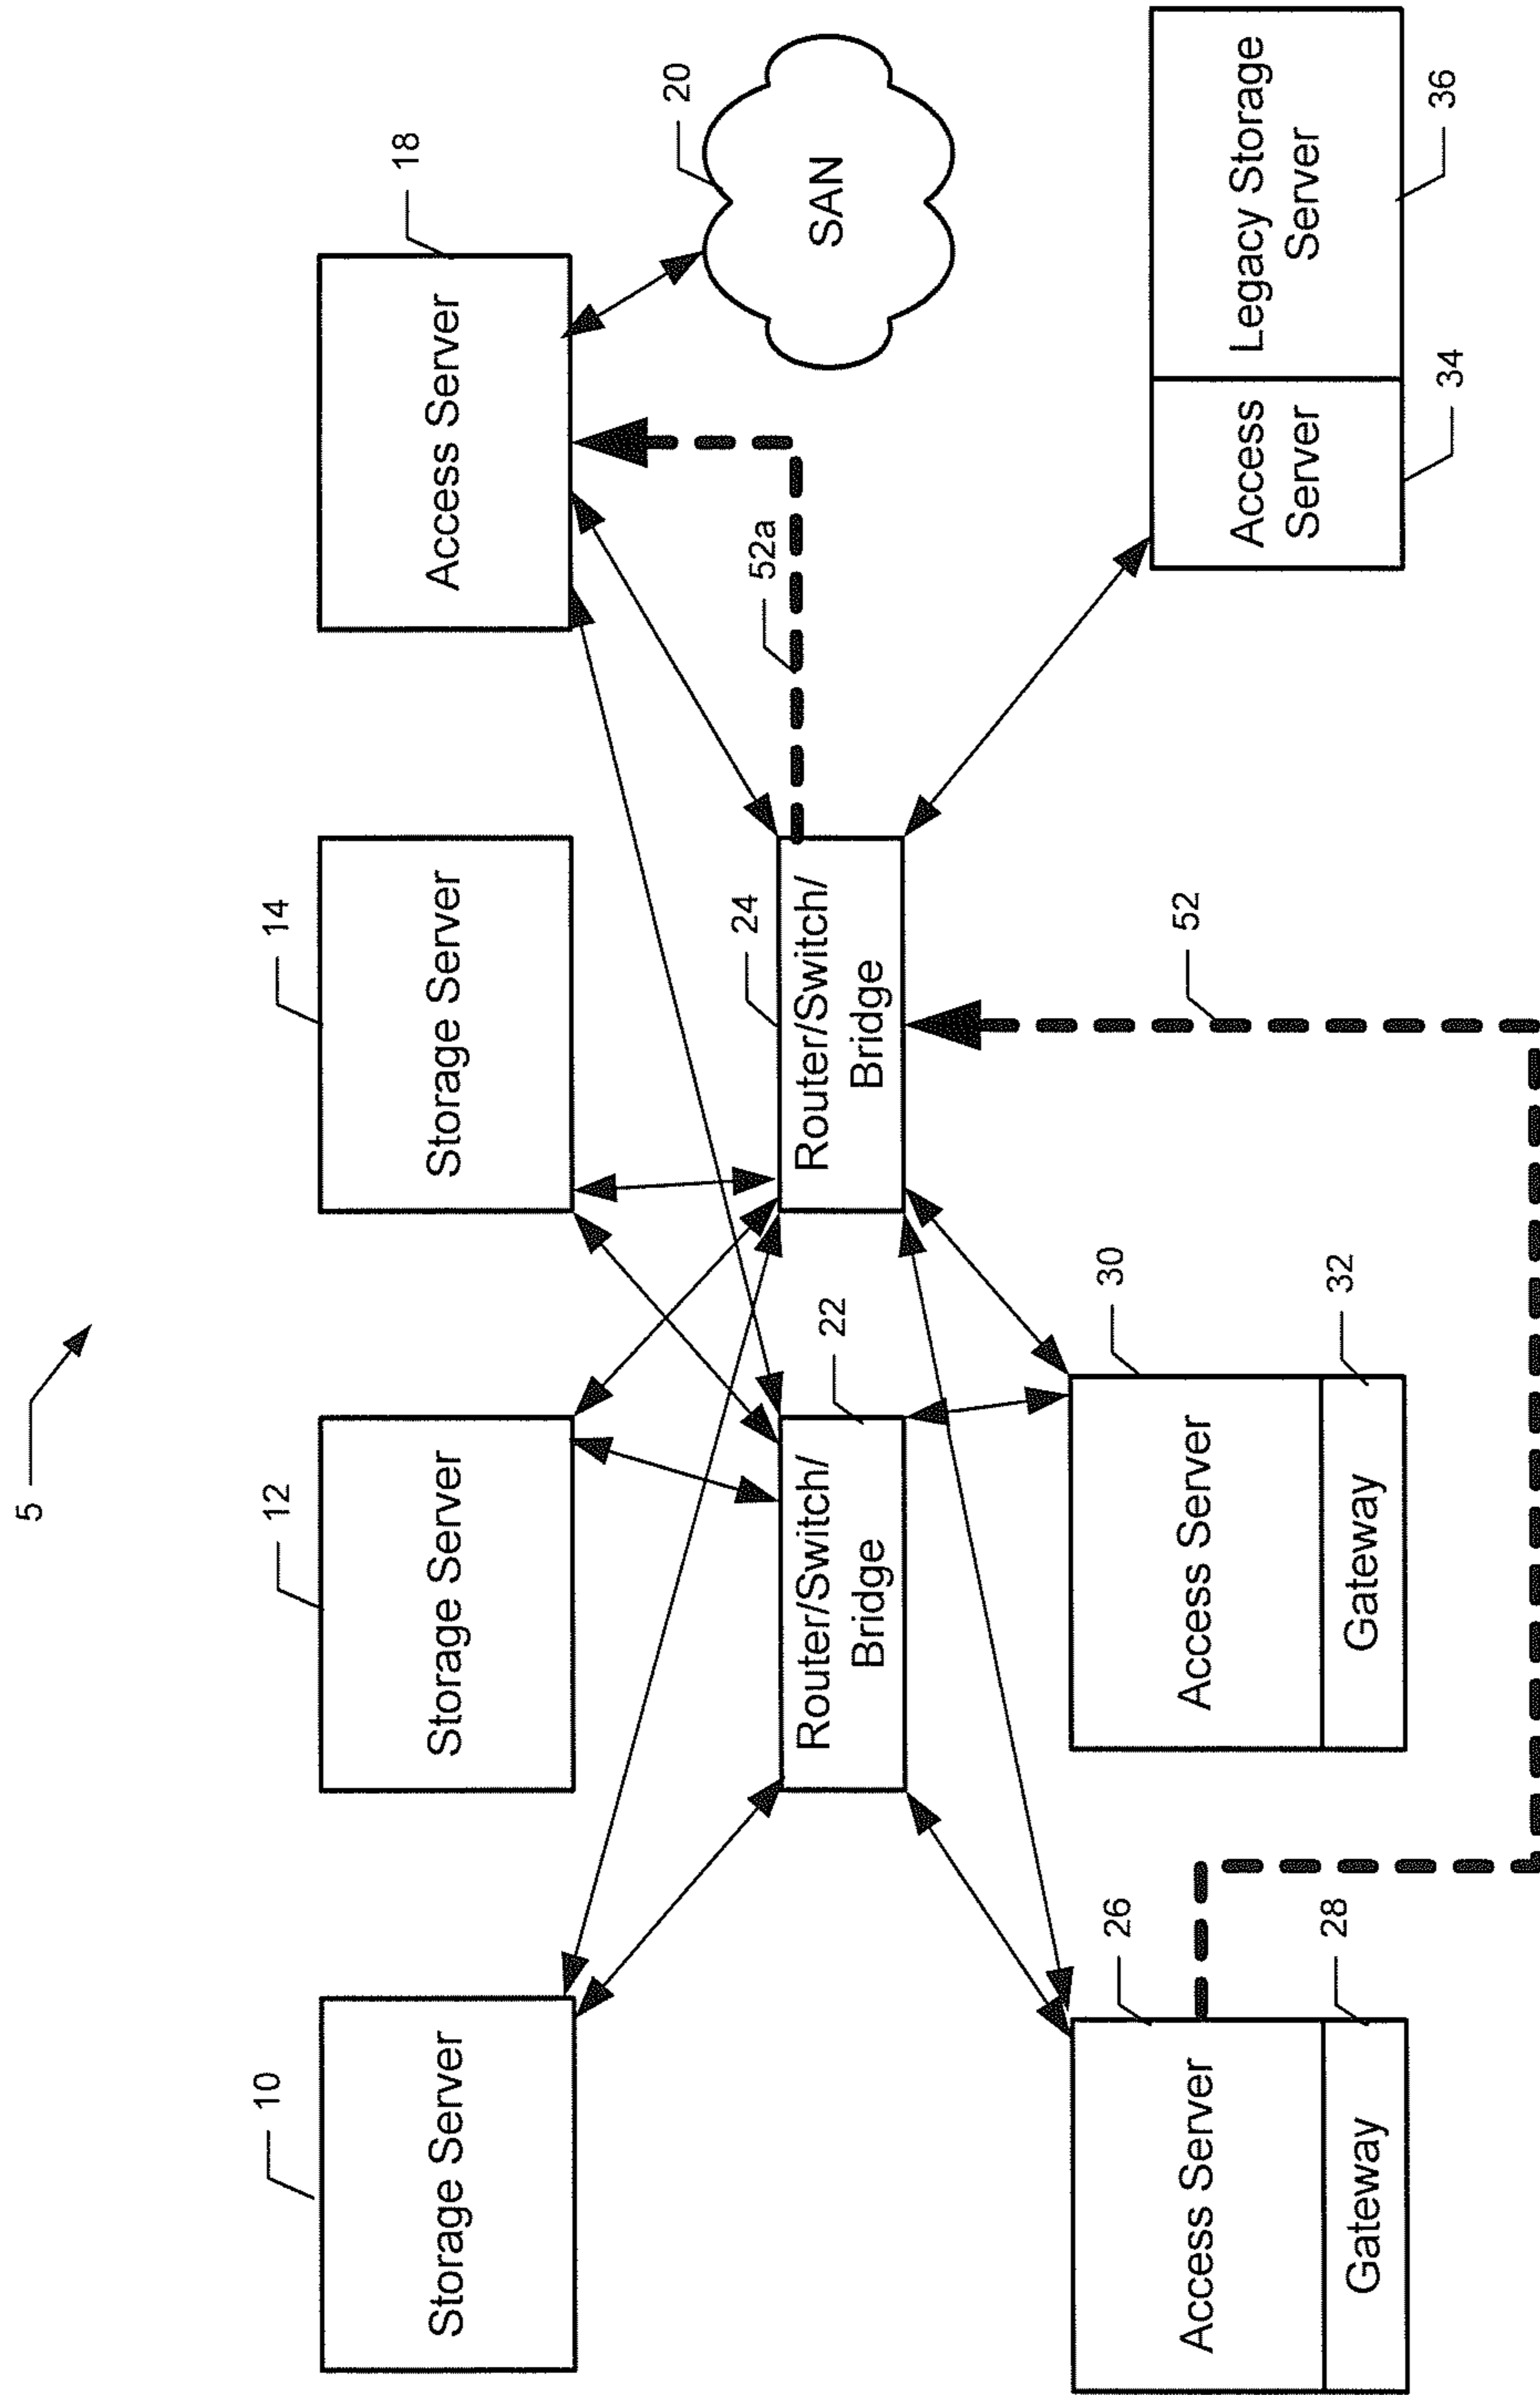 5
10
Storage Server
12
Storage Server
14
Storage Server
18
Access Server
20
SAN
22
Router/Switch/
Bridge
24
Router/Switch/
Bridge
52a
26
Access Server
28
Gateway
30
Access Server
32
Gateway
52
Access
Server
34
Legacy Storage
Server
36